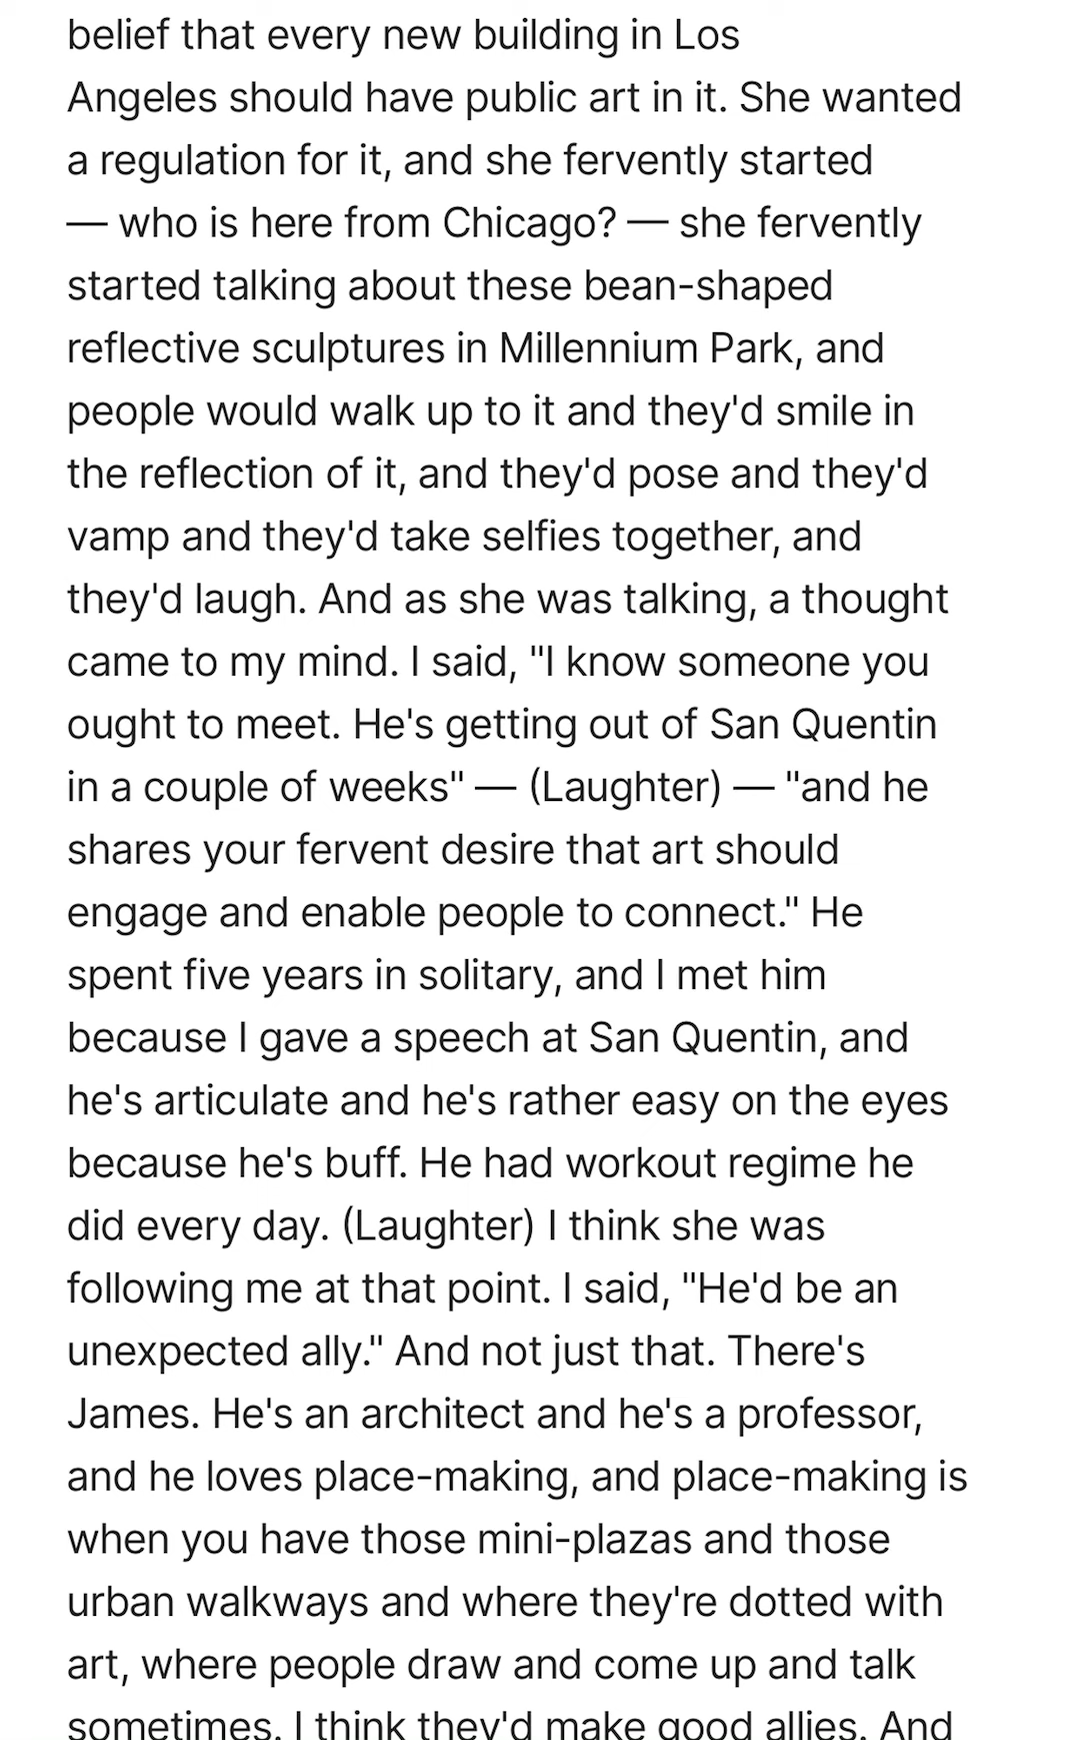 belief that every new building in Los
Angeles should have public art in it. She wanted
a regulation for it, and she fervently started
— who is here from Chicago? — she fervently
started talking about these bean-shaped
reflective sculptures in Millennium Park, and
people would walk up to it and they'd smile in
the reflection of it, and they'd pose and they'd
vamp and they'd take selfies together, and
they'd laugh. And as she was talking, a thought
came to my mind. I said, "I know someone you
ought to meet. He's getting out of San Quentin
in a couple of weeks" — (Laughter) — "and he
shares your fervent desire that art should
engage and enable people to connect." He
spent five years in solitary, and I met him
because I gave a speech at San Quentin, and
he's articulate and he's rather easy on the eyes
because he's buff. He had workout regime he
did every day. (Laughter) I think she was
following me at that point. I said, "He'd be an
unexpected ally." And not just that. There's
James. He's an architect and he's a professor,
and he loves place-making, and place-making is
when you have those mini-plazas and those
urban walkways and where they're dotted with
art, where people draw and come up and talk
sometimes. I think they'd make good allies. And